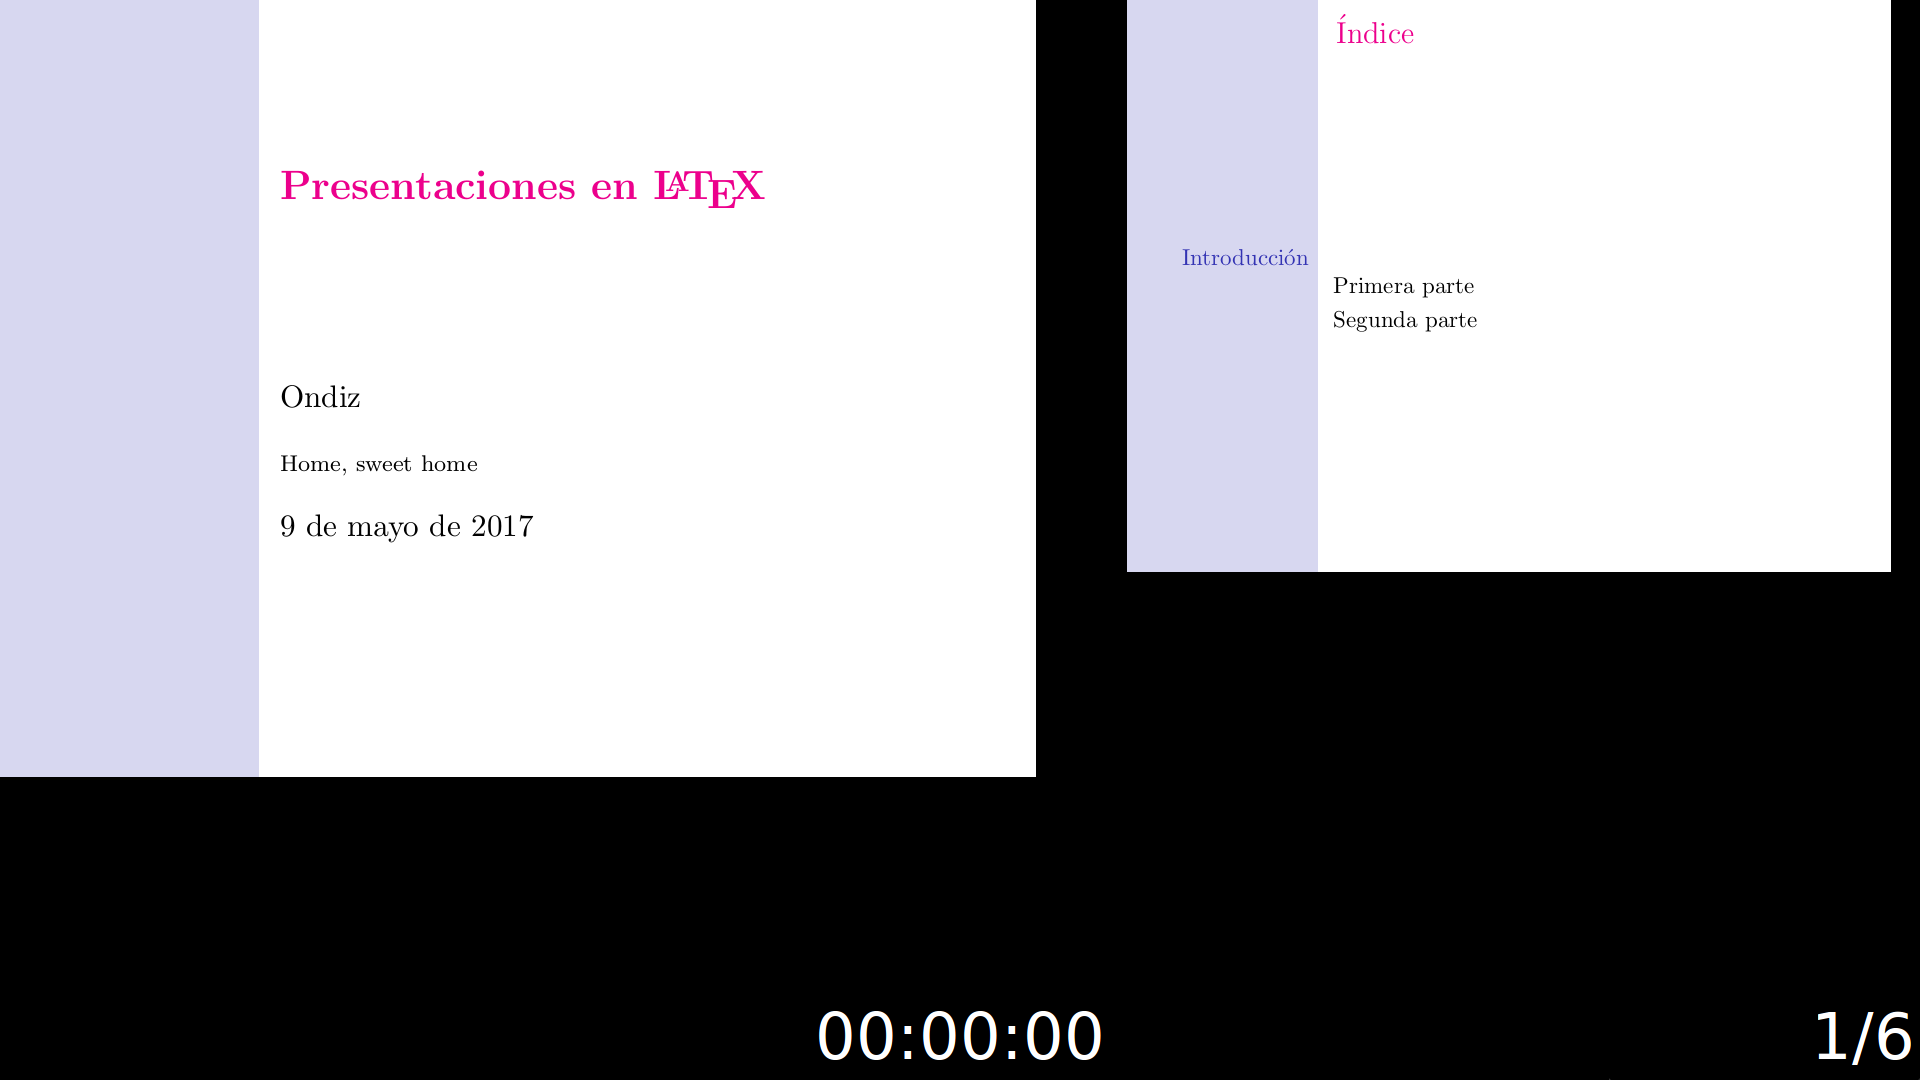 Presentaciones en LATEX
Ondiz
Home, sweet home
9 de mayo de 2017
Índice
Introducción
Primera parte
Segunda parte
00:00:00
1/6